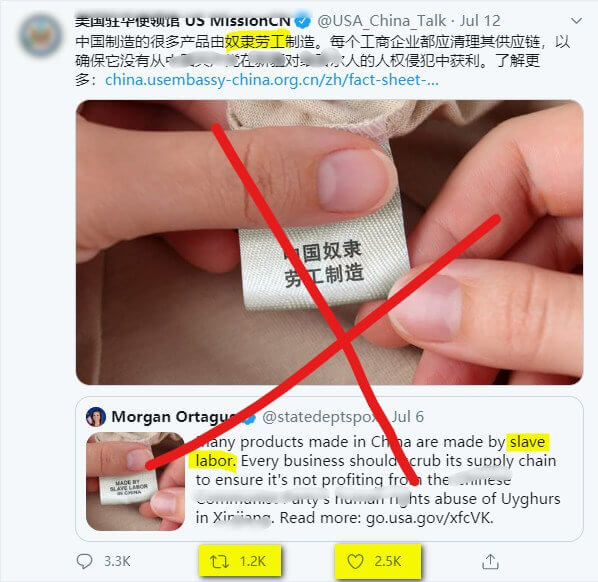 美国驻华使领馆 US MissionCN @USA_China_Talk · Jul 12
中国制造的很多产品由奴隶劳工制造。每个工商企业都应清理其供应链，以
确保它没有从 在新疆对 尔人的人权侵犯中获利。了解更
多：china.usembassy-china.org.cn/zh/fact-sheet-...
中国奴隶
劳工制造
Morgan Ortagus @statedeptspox · Jul 6
Many products made in China are made by slave
labor. Every business should scrub its supply chain
to ensure it's not profiting from the Chinese
Communist Party's human rights abuse of Uyghurs
in Xinjiang. Read more: go.usa.gov/xfcVK.
MADE BY
SLAVE LABOR
IN CHINA
3.3K 1.2K 2.5K